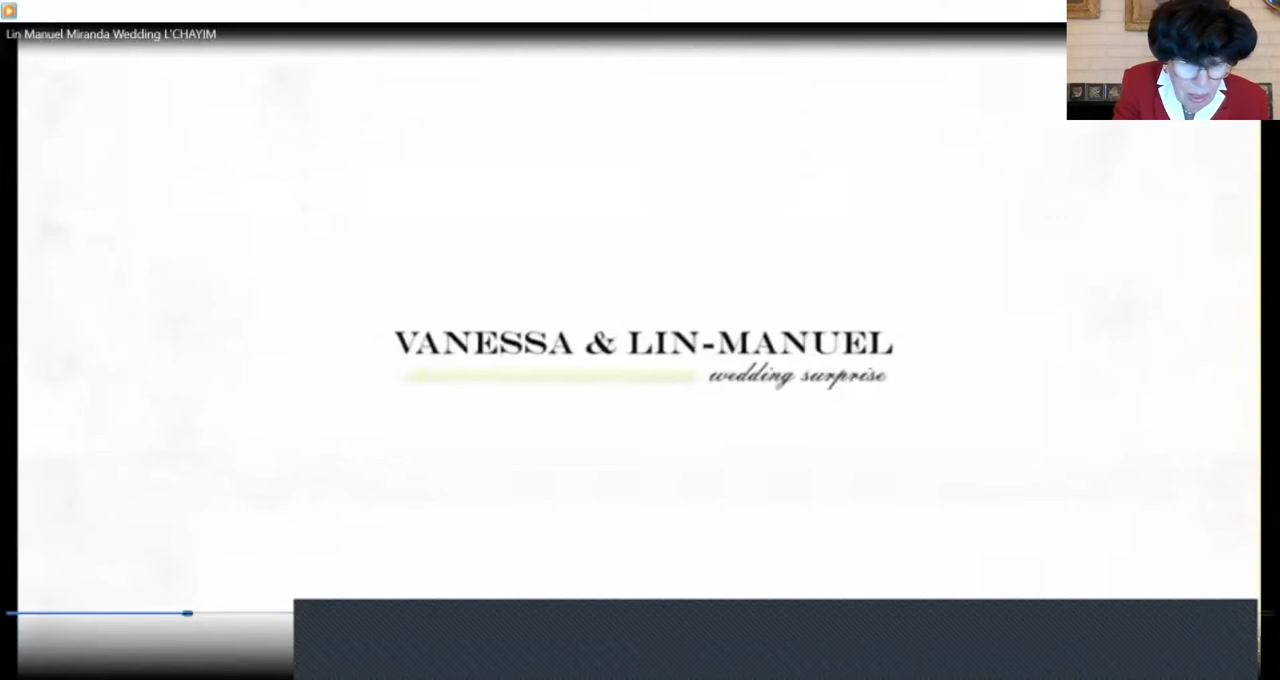 Lin Manuel Miranda Wedding L'CHAYIM
VANESSA & LIN-MANUEL
wedding surprise